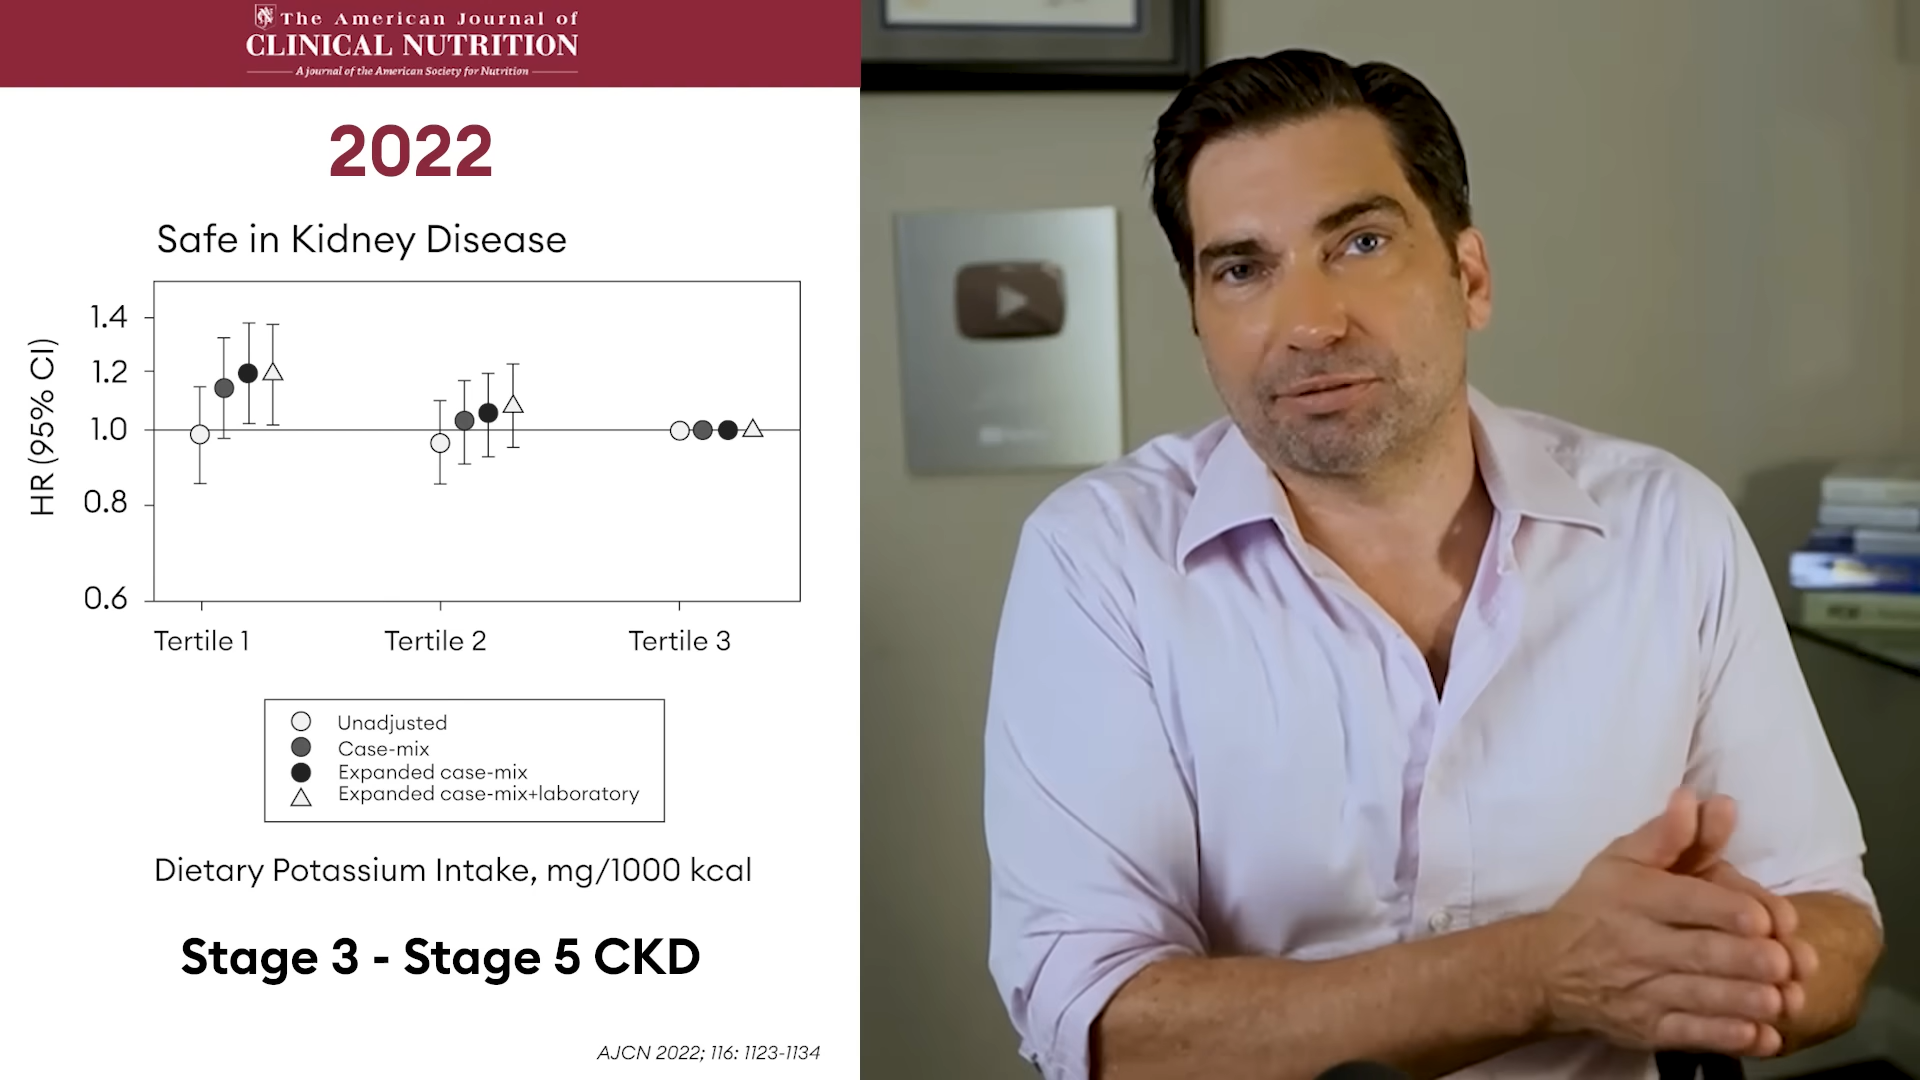 The American Journal of
CLINICAL NUTRITION
A journal of the American Society for Nutrition
2022
Safe in Kidney Disease
HR (95% CI)
1.4
1.2
1.0
0.8
0.6
Tertile 1 Tertile 2 Tertile 3
Unadjusted
Case-mix
Expanded case-mix
Expanded case-mix+laboratory
Dietary Potassium Intake, mg/1000 kcal
Stage 3 - Stage 5 CKD
AJCN 2022; 116: 1123-1134